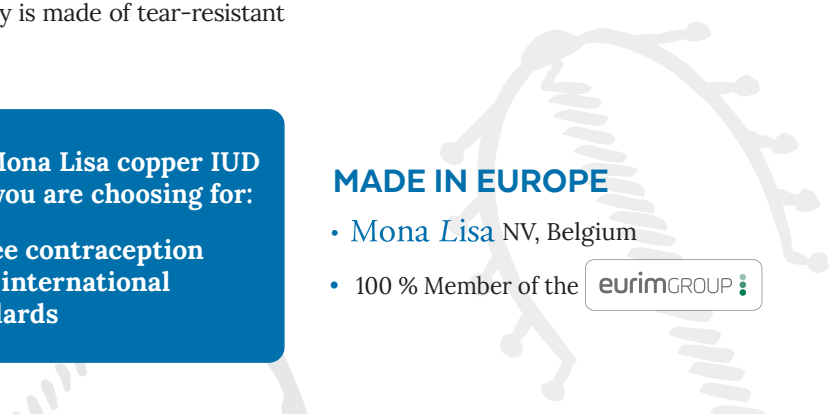 y is made of tear-resistant
Mona Lisa copper IUD
you are choosing for:
ee contraception
international
lards
MADE IN EUROPE
• Mona Lisa NV, Belgium
• 100 % Member of the eurimGROUP